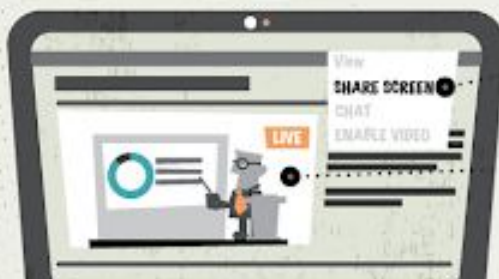 View
SHARE SCREEN
CHAT
ENABLE VIDEO
LIVE